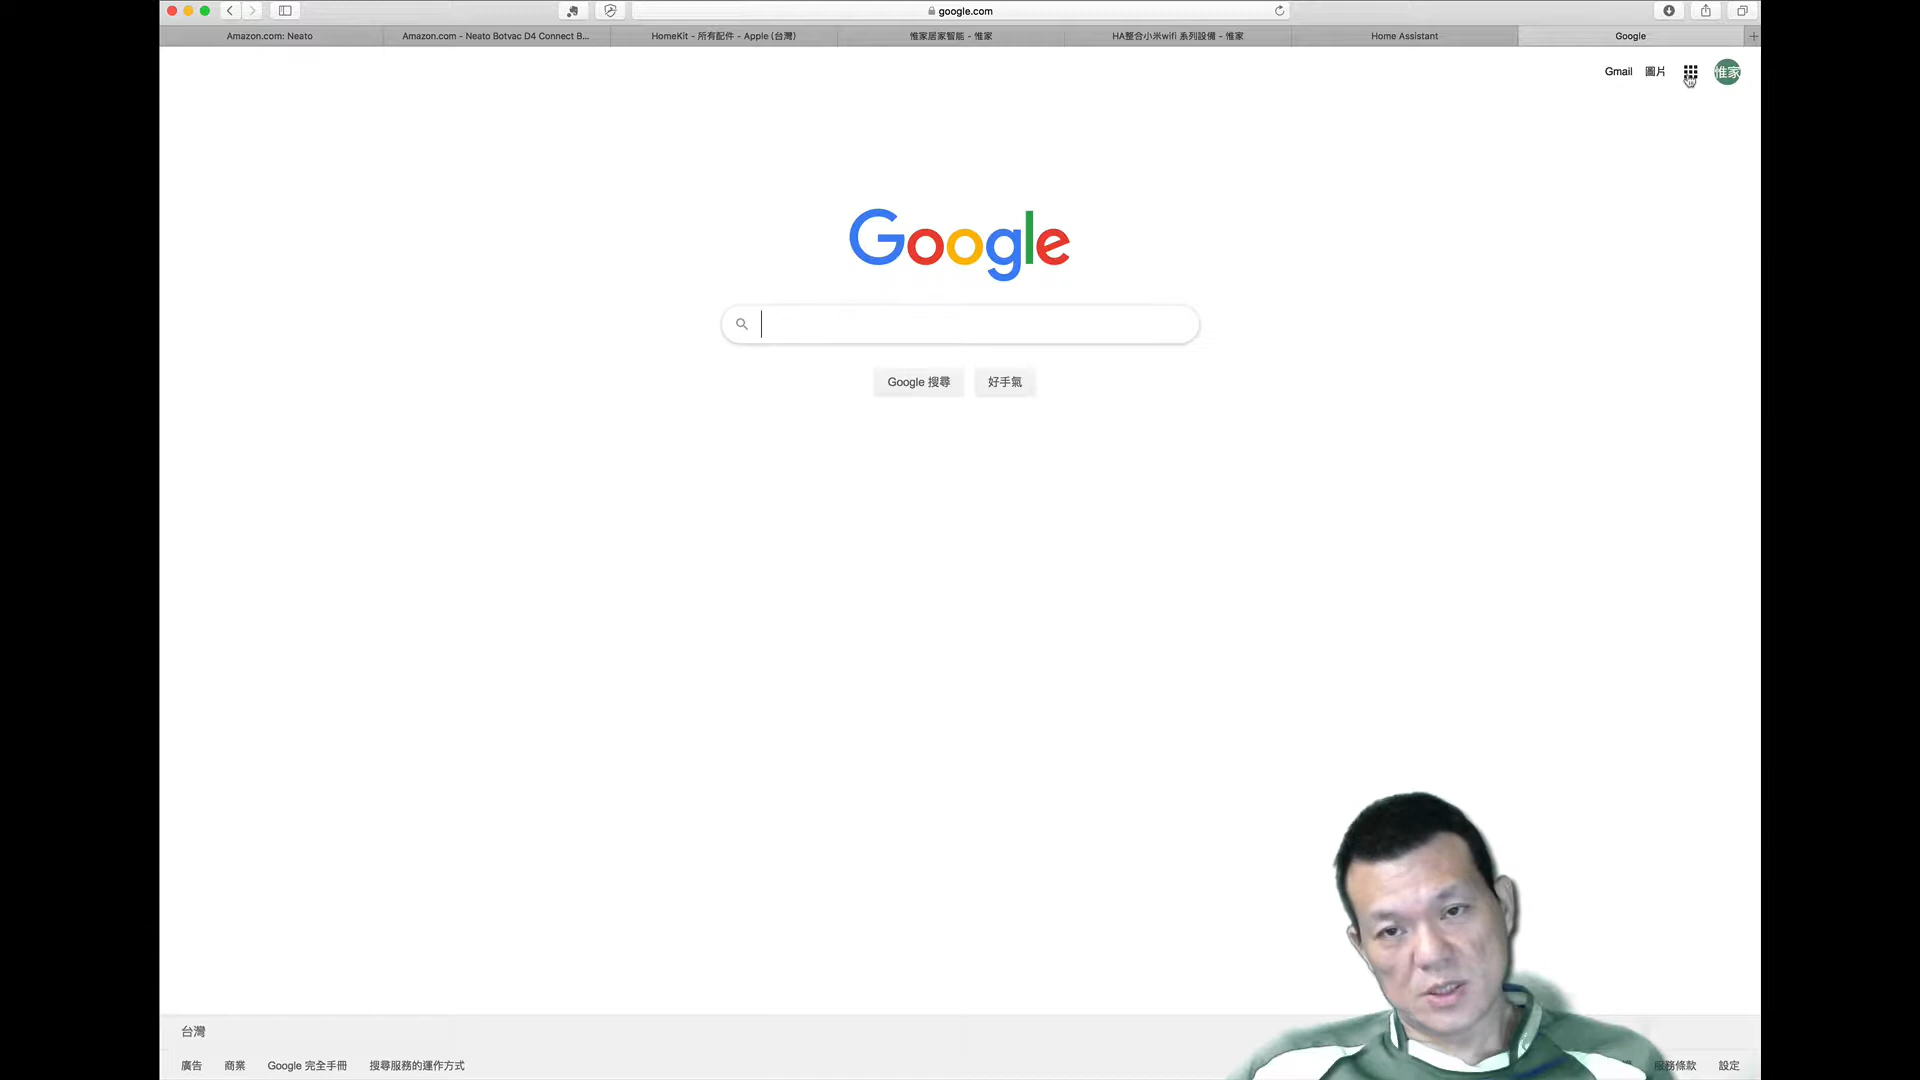 google.com
Amazon.com: Neato
Amazon.com - Neato Botvac D4 Connect B...
HomeKit - 所有配件 - Apple (台灣)
惟家居家智能 - 惟家
HA整合小米wifi 系列設備 - 惟家
Home Assistant
Google
Gmail
圖片
惟家
Google
Google 搜尋
好手氣
台灣
廣告
商業
Google 完全手冊
搜尋服務的運作方式
服務條款
設定